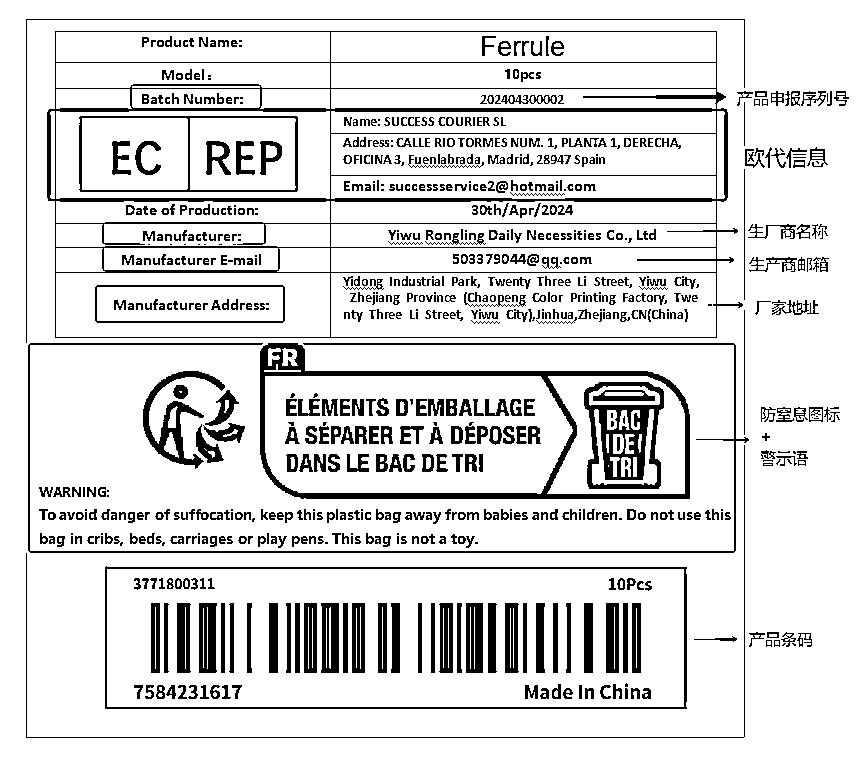 Product Name: Ferrule
Model： 10pcs
Batch Number: 202404300002 产品申报序列号
EC REP
Name: SUCCESS COURIER SL
Address: CALLE RIO TORMES NUM. 1, PLANTA 1, DERECHA,
OFICINA 3, Fuenlabrada, Madrid, 28947 Spain
欧代信息
Email: successservice2@hotmail.com
Date of Production: 30th/Apr/2024
Manufacturer: Yiwu Rongling Daily Necessities Co., Ltd 生厂商名称
Manufacturer E-mail 503379044@qq.com 生产商邮箱
Manufacturer Address:
Yidong Industrial Park, Twenty Three Li Street, Yiwu City,
Zhejiang Province (Chaopeng Color Printing Factory, Twe
nty Three Li Street, Yiwu City),Jinhua,Zhejiang,CN(China)
厂家地址
FR
ÉLÉMENTS D'EMBALLAGE
À SÉPARER ET À DÉPOSER
DANS LE BAC DE TRI
BAC
DE
TRI
防窒息图标
+
警示语
WARNING:
To avoid danger of suffocation, keep this plastic bag away from babies and children. Do not use this
bag in cribs, beds, carriages or play pens. This bag is not a toy.
3771800311 10Pcs
产品条码
7584231617 Made In China